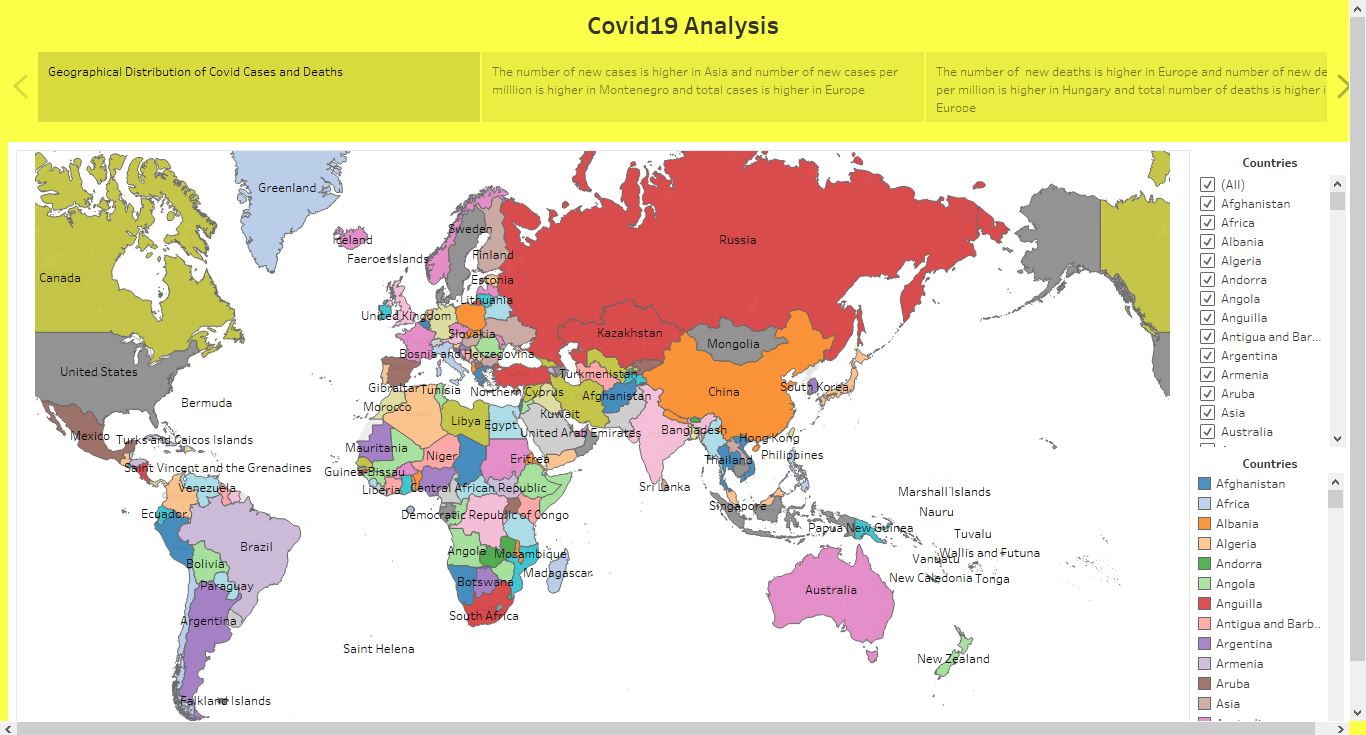 Covid19 Analysis
Geographical Distribution of Covid Cases and Deaths
The number of new cases is higher in Asia and number of new cases per
milllion is higher in Montenegro and total cases is higher in Europe
The number of  new deaths is higher in Europe and number of new de
per million is higher in Hungary and total number of deaths is higher i
Europe
Greenland
Iceland
Sweden
Russia
Faeroe Islands
Finland
Canada
Estonia
Lithuania
United Kingdom
Slovakia
Kazakhstan
Mongolia
Bosnia and Herzegovina
United States
Turkmenistan
Gibraltar
Tunisia
Northern Cyprus
Afghanistan
China
South Korea
Bermuda
Morocco
Libya
Egypt
Kuwait
United Arab Emirates
Bangladesh
Hong Kong
Mexico
Turks and Caicos Islands
Mauritania
Niger
Eritrea
Thailand
Philippines
Saint Vincent and the Grenadines
Guinea-Bissau
Venezuela
Liberia
Central African Republic
Sri Lanka
Marshall Islands
Ecuador
Democratic Republic of Congo
Singapore
Nauru
Papua New Guinea
Tuvalu
Brazil
Angola
Mozambique
Wallis and Futuna
Bolivia
Madagascar
Vanuatu
Paraguay
Botswana
Australia
New Caledonia
Tonga
Argentina
South Africa
Saint Helena
New Zealand
Falkland Islands
Countries
(All)
Afghanistan
Africa
Albania
Algeria
Andorra
Angola
Anguilla
Antigua and Bar...
Argentina
Armenia
Aruba
Asia
Australia
Countries
Afghanistan
Africa
Albania
Algeria
Andorra
Angola
Anguilla
Antigua and Barb..
Argentina
Armenia
Aruba
Asia